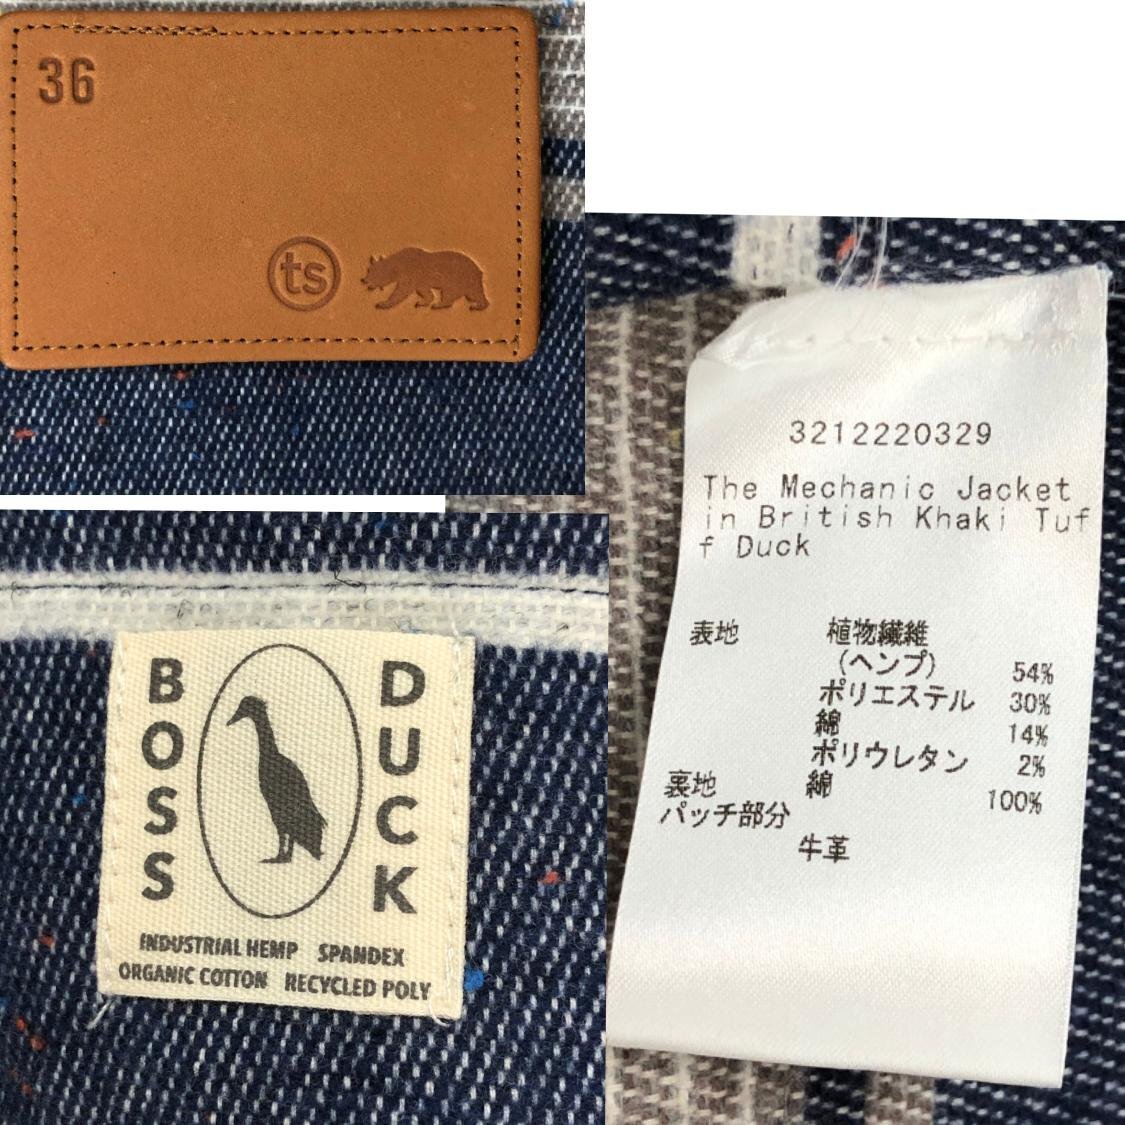 36
ts
3212220329
The Mechanic Jacket
in British Khaki Tuf
f Duck
表地 植物繊維
(ヘンプ) 54%
ポリエステル 30%
綿 14%
ポリウレタン 2%
裏地 綿 100%
パッチ部分
牛革
BOSS DUCK
INDUSTRIAL HEMP SPANDEX
ORGANIC COTTON RECYCLED POLY